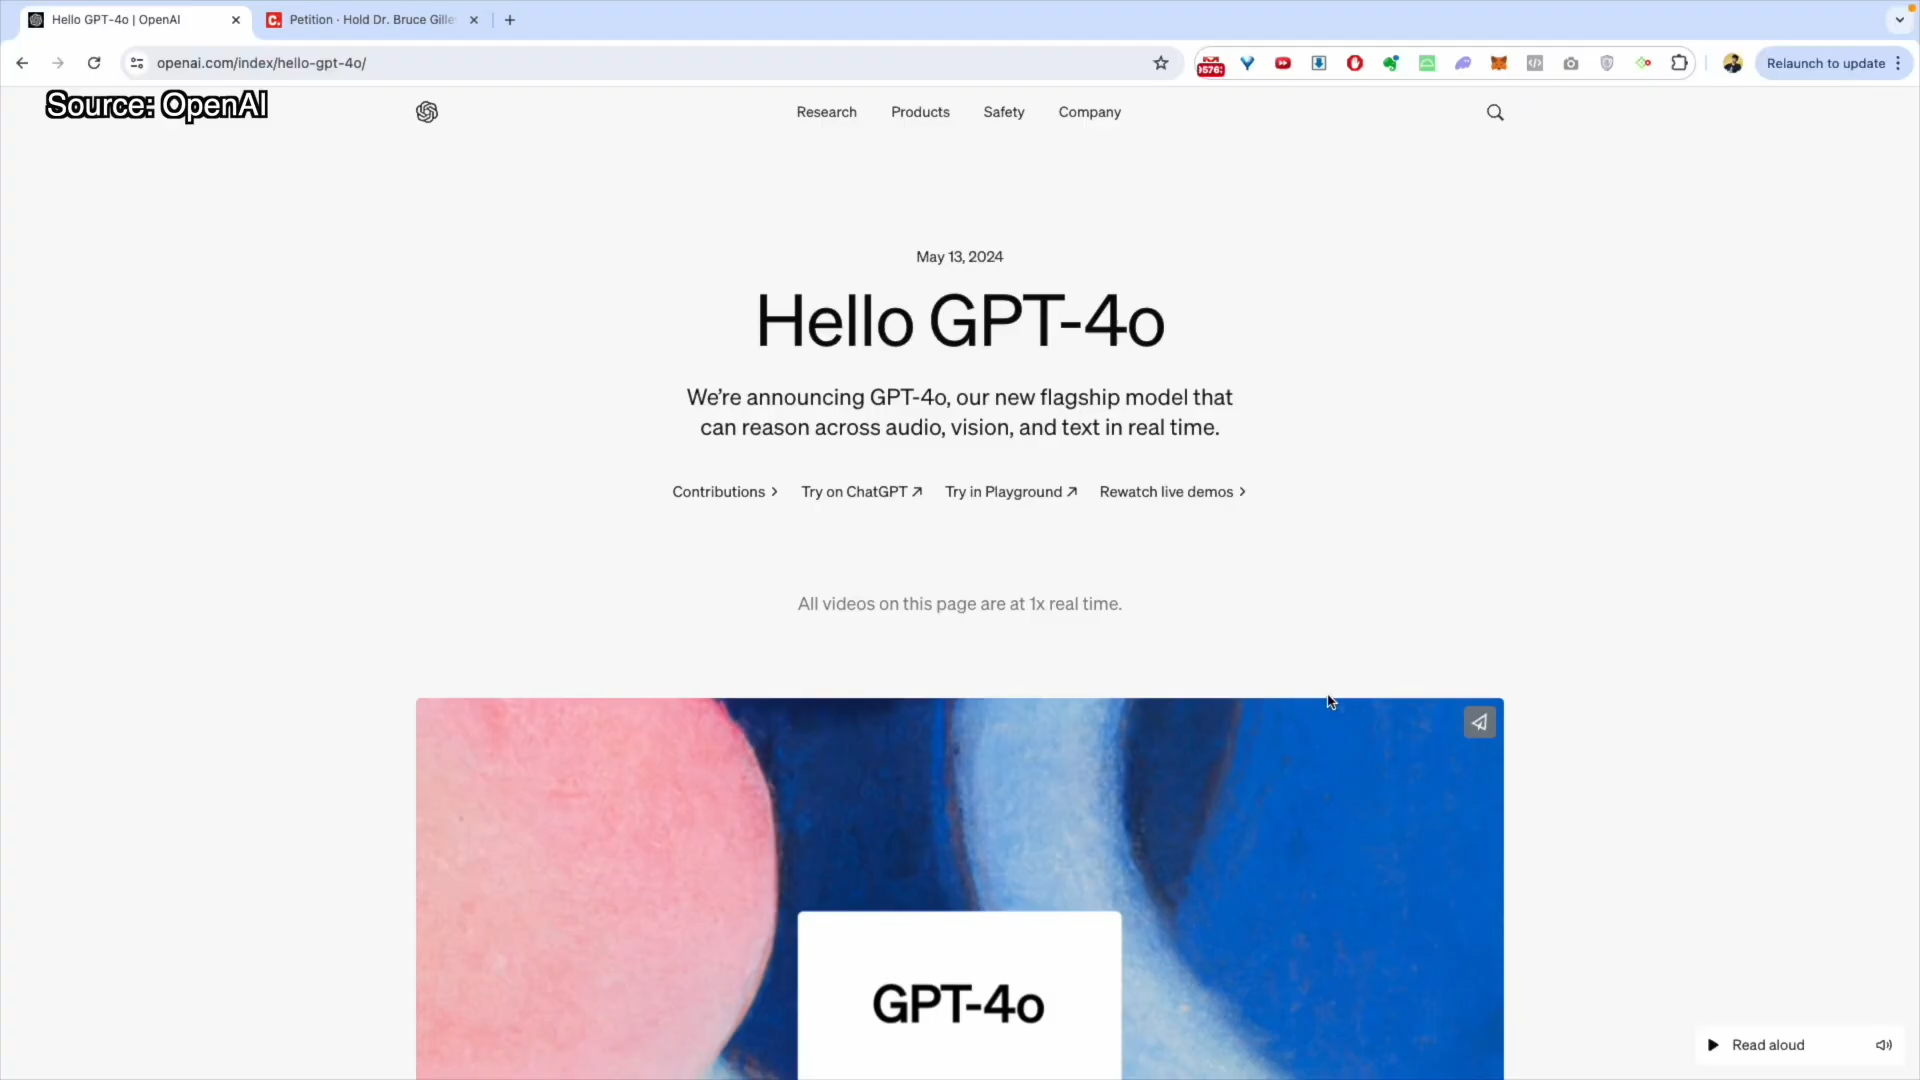 Hello GPT-4o | OpenAI
Petition · Hold Dr. Bruce Gille
openai.com/index/hello-gpt-4o/
Relaunch to update
Source: OpenAI
Research
Products
Safety
Company
May 13, 2024
Hello GPT-4o
We’re announcing GPT-4o, our new flagship model that
can reason across audio, vision, and text in real time.
Contributions
Try on ChatGPT
Try in Playground
Rewatch live demos
All videos on this page are at 1x real time.
GPT-4o
Read aloud